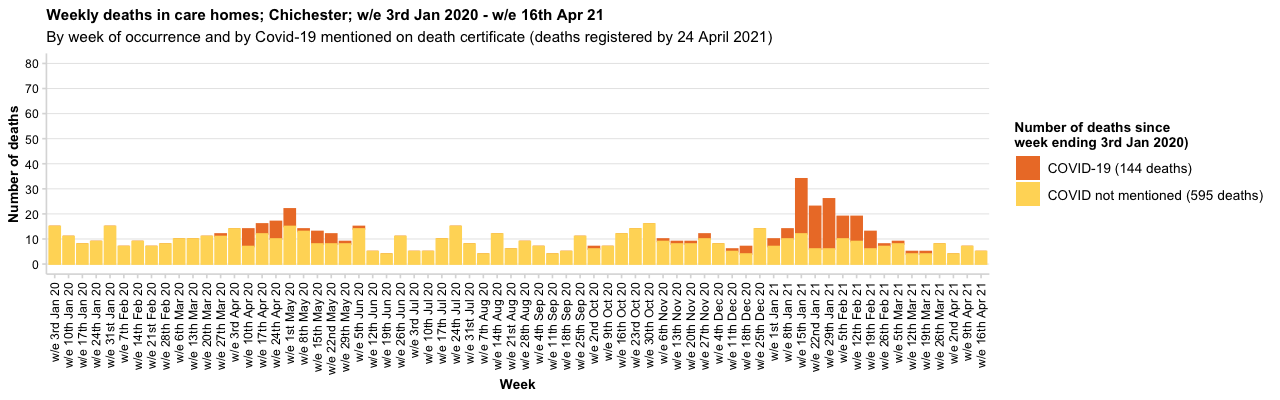 Weekly deaths in care homes; Chichester; w/e 3rd Jan 2020 - w/e 16th Apr 21
By week of occurrence and by Covid-19 mentioned on death certificate (deaths registered by 24 April 2021)
Number of deaths
80
70
60
50
40
30
20
10
0
w/e 3rd Jan 20
w/e 10th Jan 20
w/e 17th Jan 20
w/e 24th Jan 20
w/e 31st Jan 20
w/e 7th Feb 20
w/e 14th Feb 20
w/e 21st Feb 20
w/e 28th Feb 20
w/e 6th Mar 20
w/e 13th Mar 20
w/e 20th Mar 20
w/e 27th Mar 20
w/e 3rd Apr 20
w/e 10th Apr 20
w/e 17th Apr 20
w/e 24th Apr 20
w/e 1st May 20
w/e 8th May 20
w/e 15th May 20
w/e 22nd May 20
w/e 29th May 20
w/e 5th Jun 20
w/e 12th Jun 20
w/e 19th Jun 20
w/e 26th Jun 20
w/e 3rd Jul 20
w/e 10th Jul 20
w/e 17th Jul 20
w/e 24th Jul 20
w/e 31st Jul 20
w/e 7th Aug 20
w/e 14th Aug 20
w/e 21st Aug 20
w/e 28th Aug 20
w/e 4th Sep 20
w/e 11th Sep 20
w/e 18th Sep 20
w/e 25th Sep 20
w/e 2nd Oct 20
w/e 9th Oct 20
w/e 16th Oct 20
w/e 23rd Oct 20
w/e 30th Oct 20
w/e 6th Nov 20
w/e 13th Nov 20
w/e 20th Nov 20
w/e 27th Nov 20
w/e 4th Dec 20
w/e 11th Dec 20
w/e 18th Dec 20
w/e 25th Dec 20
w/e 1st Jan 21
w/e 8th Jan 21
w/e 15th Jan 21
w/e 22nd Jan 21
w/e 29th Jan 21
w/e 5th Feb 21
w/e 12th Feb 21
w/e 19th Feb 21
w/e 26th Feb 21
w/e 5th Mar 21
w/e 12th Mar 21
w/e 19th Mar 21
w/e 26th Mar 21
w/e 2nd Apr 21
w/e 9th Apr 21
w/e 16th Apr 21
Week
Number of deaths since
week ending 3rd Jan 2020)
COVID-19 (144 deaths)
COVID not mentioned (595 deaths)